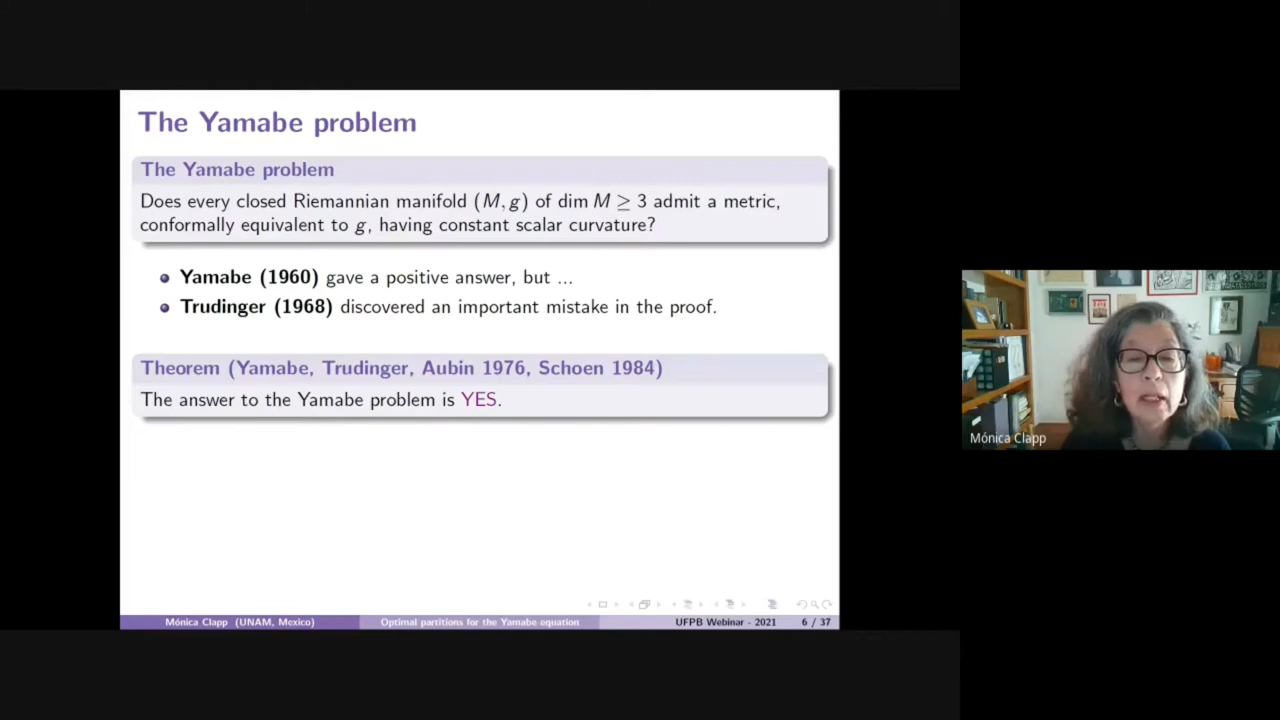 The Yamabe problem
The Yamabe problem
Does every closed Riemannian manifold (M, g) of dim M ≥ 3 admit a metric,
conformally equivalent to g, having constant scalar curvature?
Yamabe (1960) gave a positive answer, but ...
Trudinger (1968) discovered an important mistake in the proof.
Theorem (Yamabe, Trudinger, Aubin 1976, Schoen 1984)
The answer to the Yamabe problem is YES.
Mónica Clapp (UNAM, Mexico) Optimal partitions for the Yamabe equation UFPB Webinar - 2021 6 / 37
Mónica Clapp